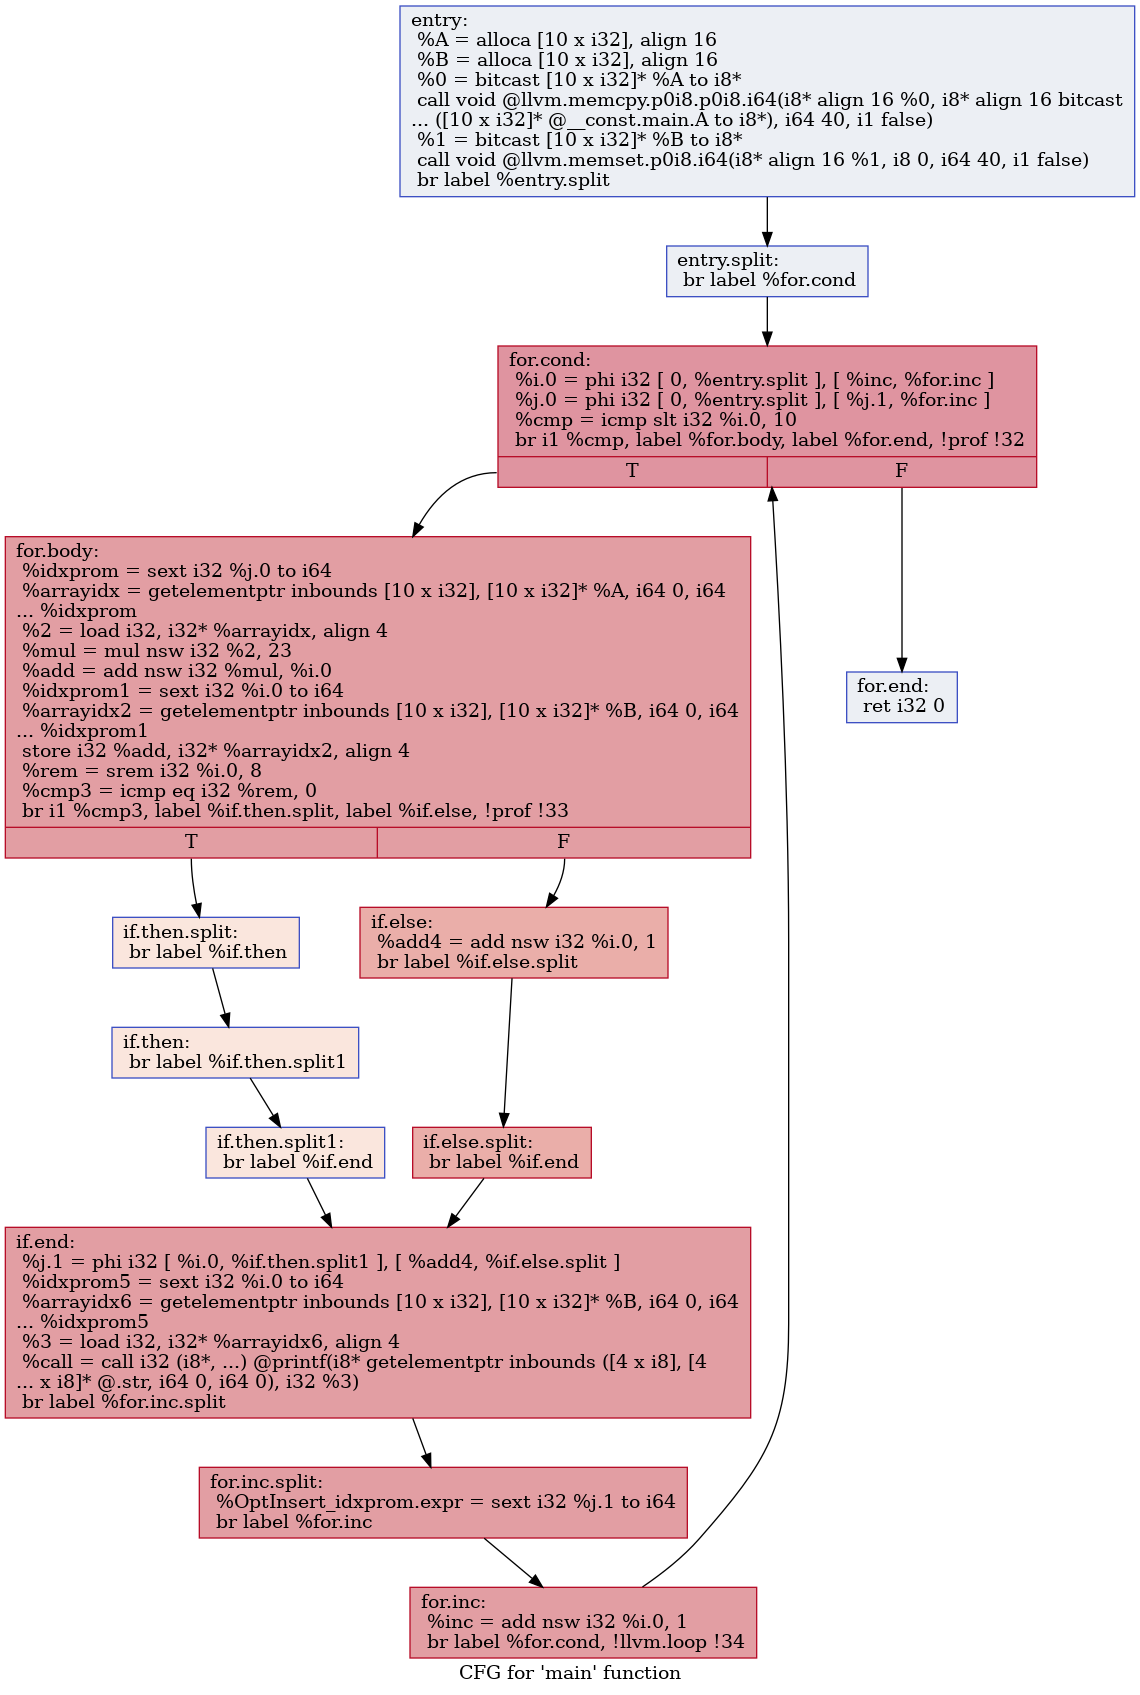 entry:
%A = alloca [10 x i32], align 16
%B = alloca [10 x i32], align 16
%0 = bitcast [10 x i32]* %A to i8*
call void @llvm.memcpy.p0i8.p0i8.i64(i8* align 16 %0, i8* align 16 bitcast
... ([10 x i32]* @__const.main.A to i8*), i64 40, i1 false)
%1 = bitcast [10 x i32]* %B to i8*
call void @llvm.memset.p0i8.i64(i8* align 16 %1, i8 0, i64 40, i1 false)
br label %entry.split
entry.split:
br label %for.cond
for.cond:
%i.0 = phi i32 [ 0, %entry.split ], [ %inc, %for.inc ]
%j.0 = phi i32 [ 0, %entry.split ], [ %j.1, %for.inc ]
%cmp = icmp slt i32 %i.0, 10
br i1 %cmp, label %for.body, label %for.end, !prof !32
T F
for.body:
%idxprom = sext i32 %j.0 to i64
%arrayidx = getelementptr inbounds [10 x i32], [10 x i32]* %A, i64 0, i64
... %idxprom
%2 = load i32, i32* %arrayidx, align 4
%mul = mul nsw i32 %2, 23
%add = add nsw i32 %mul, %i.0
%idxprom1 = sext i32 %i.0 to i64
%arrayidx2 = getelementptr inbounds [10 x i32], [10 x i32]* %B, i64 0, i64
... %idxprom1
store i32 %add, i32* %arrayidx2, align 4
%rem = srem i32 %i.0, 8
%cmp3 = icmp eq i32 %rem, 0
br i1 %cmp3, label %if.then.split, label %if.else, !prof !33
T F
for.end:
ret i32 0
if.then.split:
br label %if.then
if.else:
%add4 = add nsw i32 %i.0, 1
br label %if.else.split
if.then:
br label %if.then.split1
if.then.split1:
br label %if.end
if.else.split:
br label %if.end
if.end:
%j.1 = phi i32 [ %i.0, %if.then.split1 ], [ %add4, %if.else.split ]
%idxprom5 = sext i32 %i.0 to i64
%arrayidx6 = getelementptr inbounds [10 x i32], [10 x i32]* %B, i64 0, i64
... %idxprom5
%3 = load i32, i32* %arrayidx6, align 4
%call = call i32 (i8*, ...) @printf(i8* getelementptr inbounds ([4 x i8], [4
... x i8]* @.str, i64 0, i64 0), i32 %3)
br label %for.inc.split
for.inc.split:
%OptInsert_idxprom.expr = sext i32 %j.1 to i64
br label %for.inc
for.inc:
%inc = add nsw i32 %i.0, 1
br label %for.cond, !llvm.loop !34
CFG for 'main' function